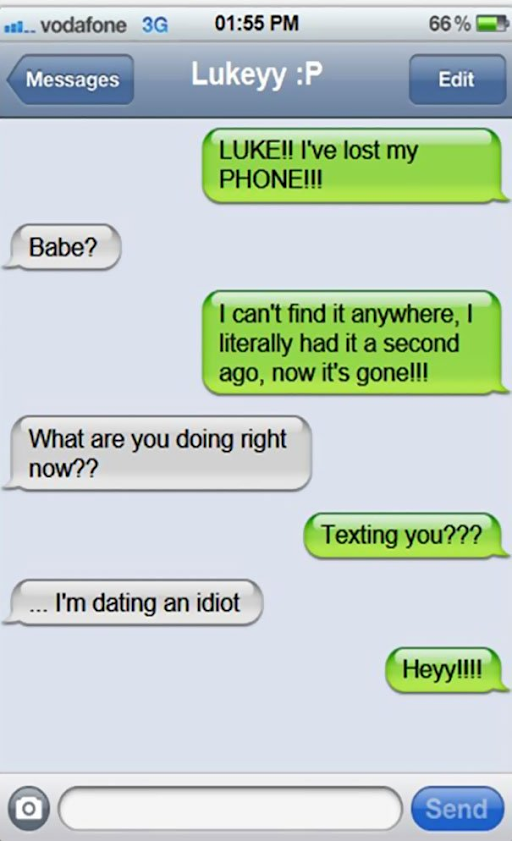 vodafone 3G 01:55 PM 66%
Messages Lukeyy :P Edit
LUKE!! I've lost my
PHONE!!!
Babe?
I can't find it anywhere, I
literally had it a second
ago, now it's gone!!!
What are you doing right
now??
Texting you???
... I'm dating an idiot
Heyy!!!!
Send